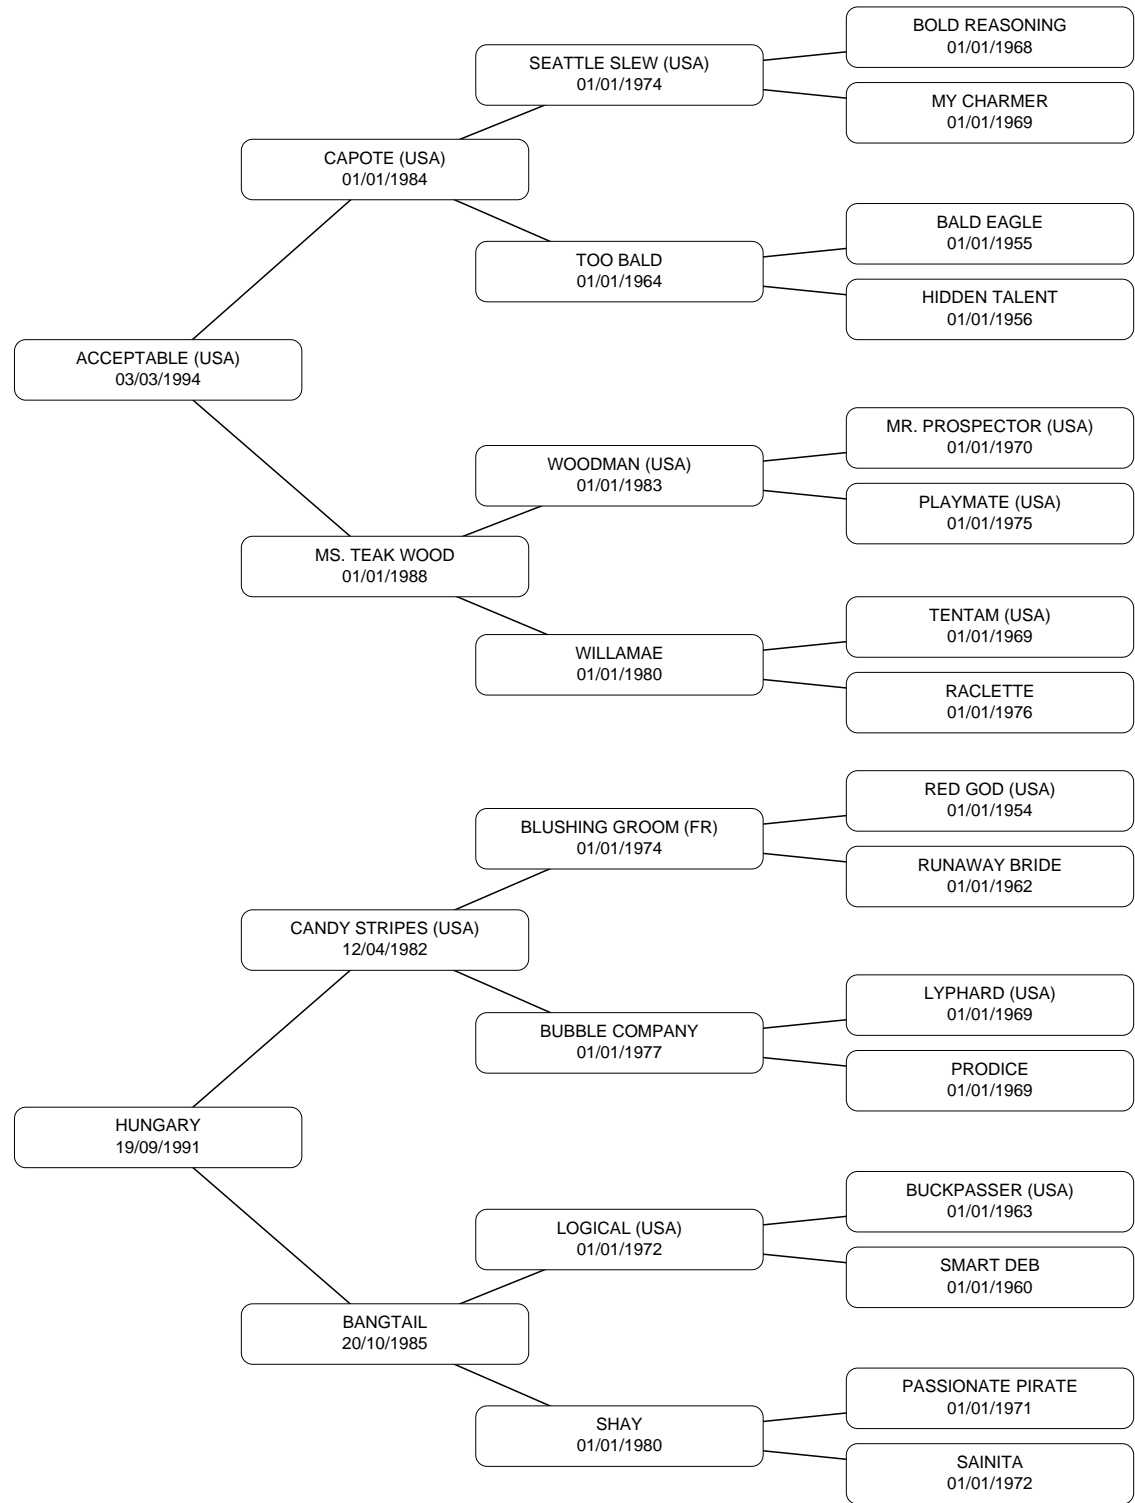 BOLD REASONING
01/01/1968
SEATTLE SLEW (USA)
01/01/1974
MY CHARMER
01/01/1969
CAPOTE (USA)
01/01/1984
BALD EAGLE
01/01/1955
TOO BALD
01/01/1964
HIDDEN TALENT
01/01/1956
ACCEPTABLE (USA)
03/03/1994
MR. PROSPECTOR (USA)
01/01/1970
WOODMAN (USA)
01/01/1983
PLAYMATE (USA)
01/01/1975
MS. TEAK WOOD
01/01/1988
TENTAM (USA)
01/01/1969
WILLAMAE
01/01/1980
RACLETTE
01/01/1976
RED GOD (USA)
01/01/1954
BLUSHING GROOM (FR)
01/01/1974
RUNAWAY BRIDE
01/01/1962
CANDY STRIPES (USA)
12/04/1982
LYPHARD (USA)
01/01/1969
BUBBLE COMPANY
01/01/1977
PRODICE
01/01/1969
HUNGARY
19/09/1991
BUCKPASSER (USA)
01/01/1963
LOGICAL (USA)
01/01/1972
SMART DEB
01/01/1960
BANGTAIL
20/10/1985
PASSIONATE PIRATE
01/01/1971
SHAY
01/01/1980
SAINITA
01/01/1972